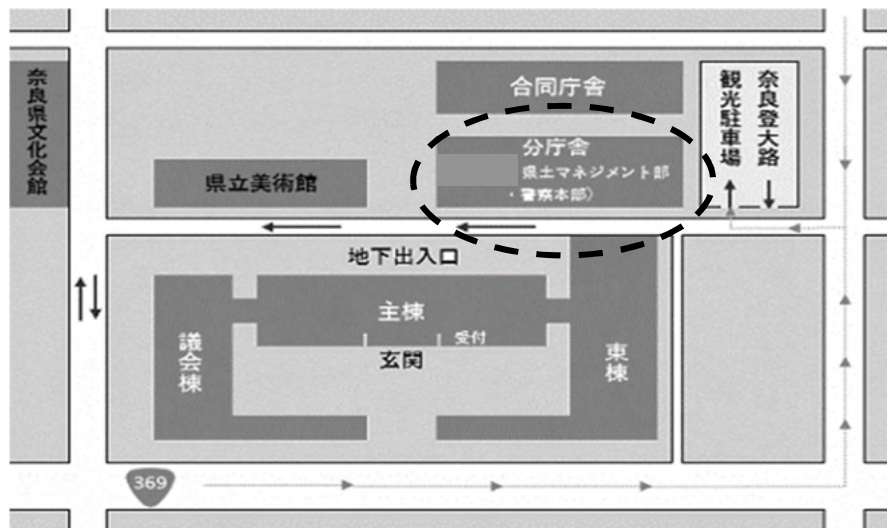 奈良県文化会館
合同庁舎
分庁舎
県土マネジメント部
・警察本部）
観光駐車場
奈良登大路
県立美術館
地下出入口
主棟
受付
玄関
議会棟
東棟
369